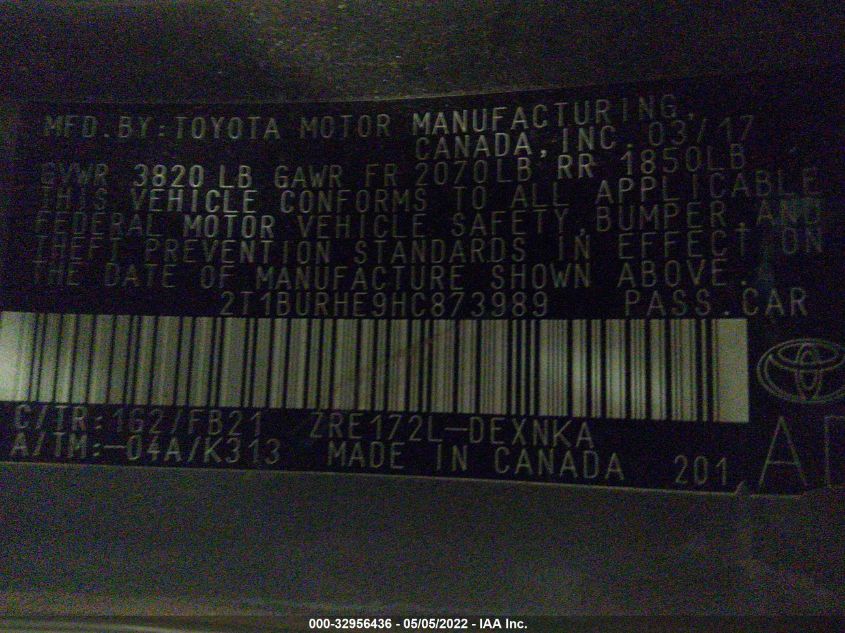 MFD.BY:TOYOTA MOTOR MANUFACTURING,
CANADA,INC. 03/17
GVWR 3820 LB GAWR FR 2070LB RR 1850LB
THIS VEHICLE CONFORMS TO ALL APPLICABLE
FEDERAL MOTOR VEHICLE SAFETY,BUMPER,AND
THEFT PREVENTION STANDARDS IN EFFECT ON
THE DATE OF MANUFACTURE SHOWN ABOVE.
2T1BURHE9HC873989 PASS.CAR
C/TR:1G2/FB21 ZRE172L-DEXNKA
A/TM:-04A/K313 MADE IN CANADA 201
000-32956436 - 05/05/2022 - IAA Inc.